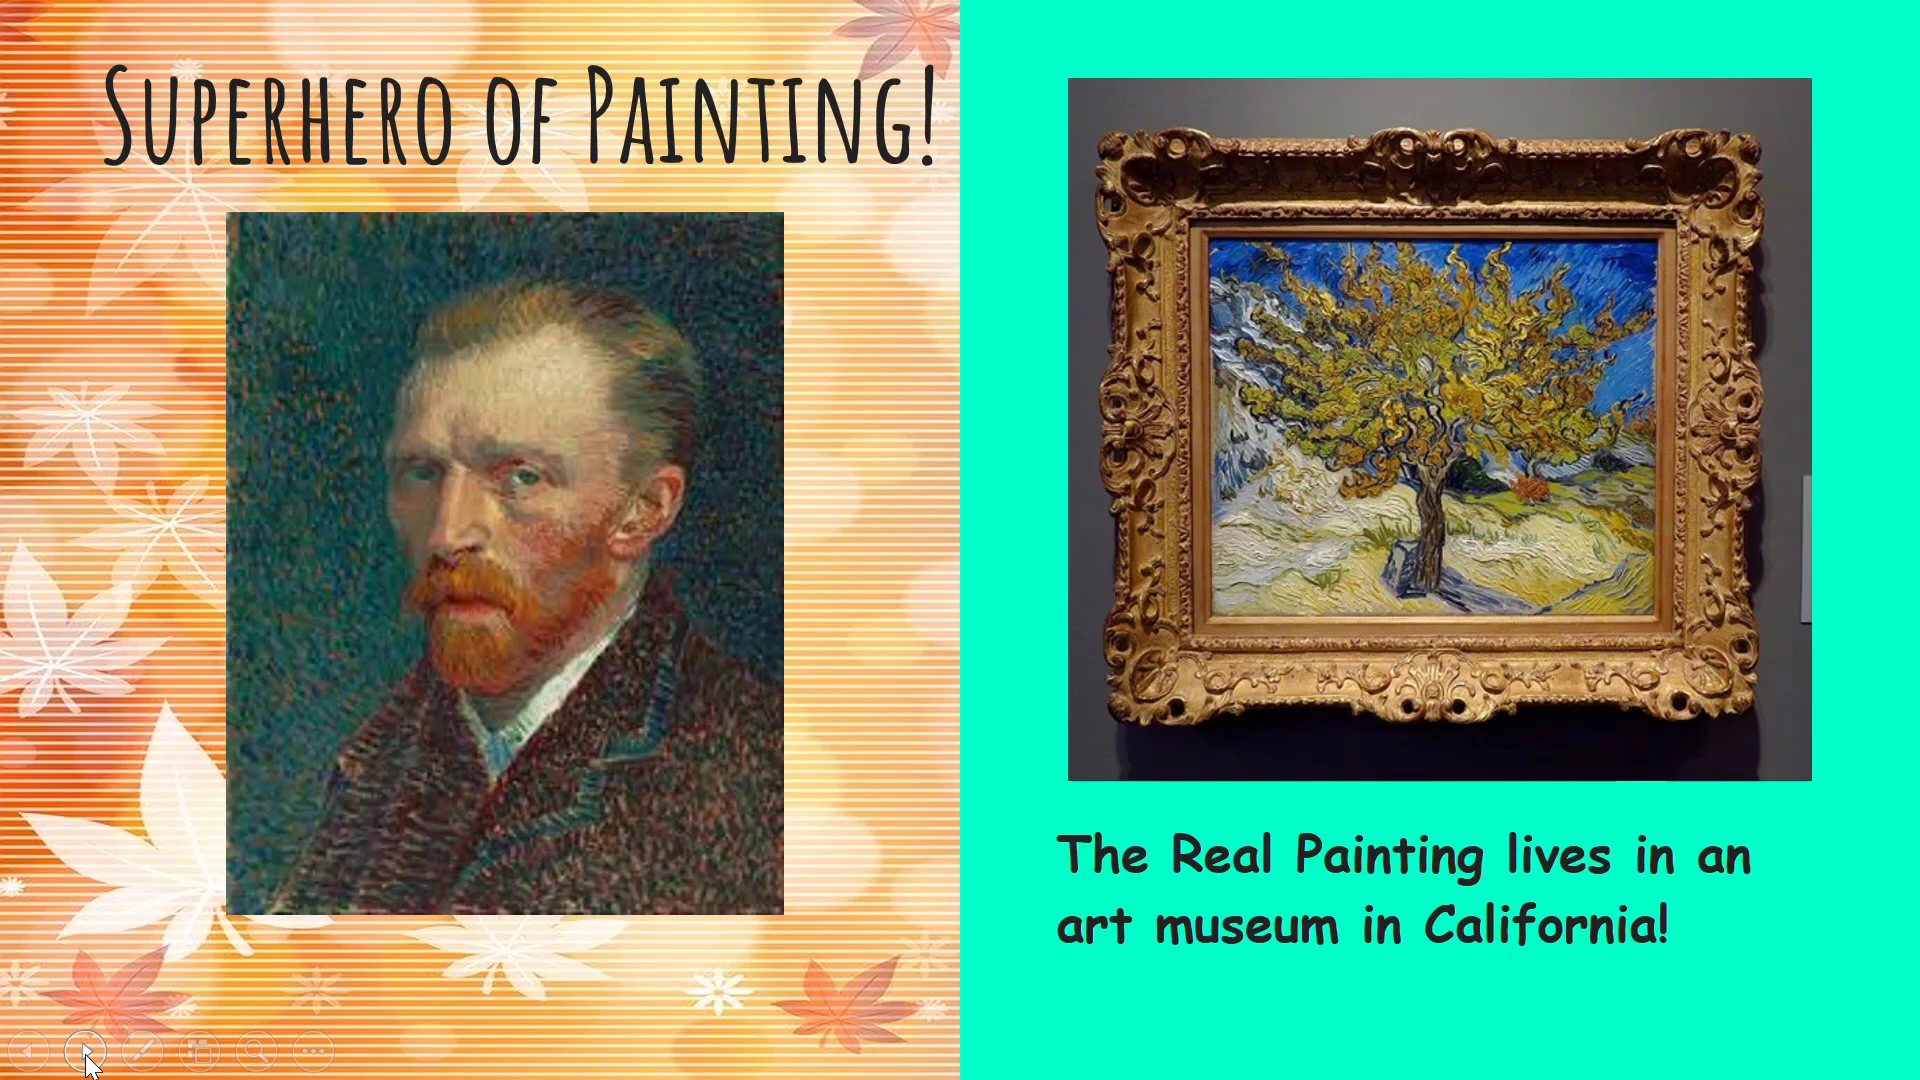 Superhero of Painting!
The Real Painting lives in an
art museum in California!